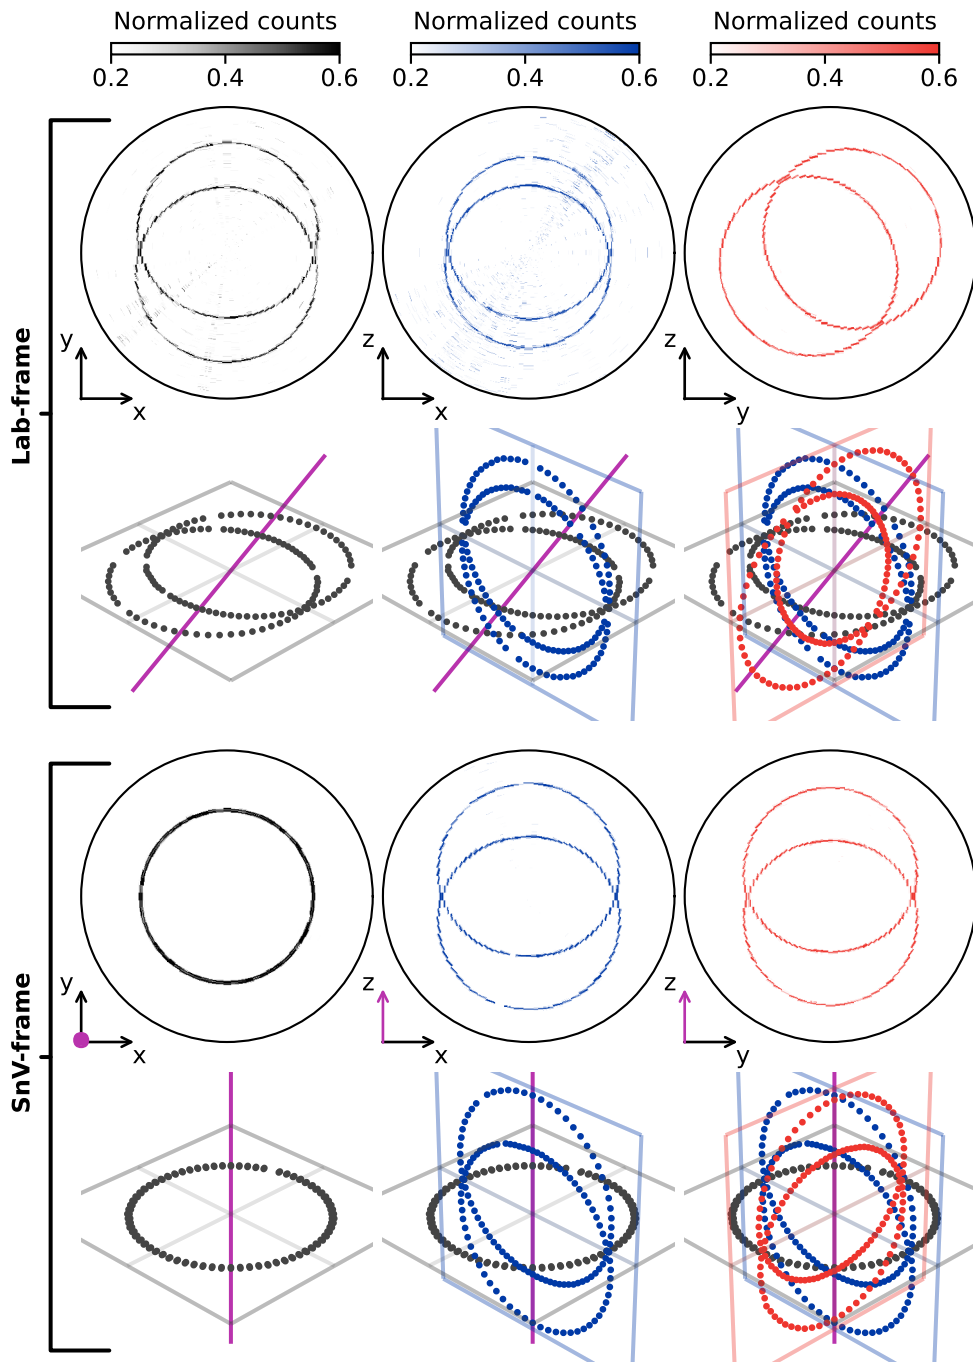 Normalized counts Normalized counts Normalized counts
0.2 0.4 0.6 0.2 0.4 0.6 0.2 0.4 0.6
Lab-frame
y x z x z y
SnV-frame
y x z x z y